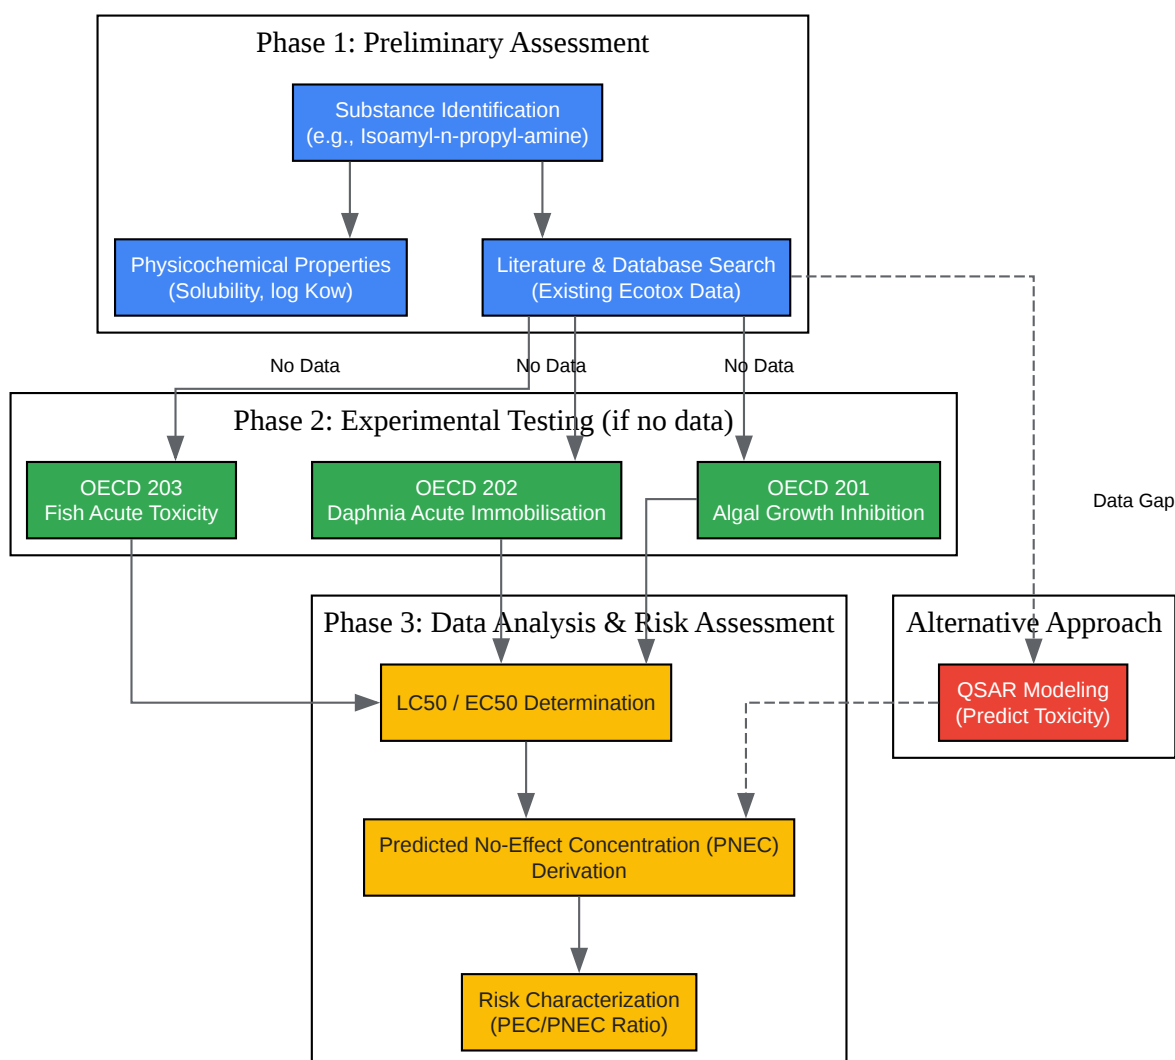 Phase 1: Preliminary Assessment
Substance Identification
(e.g., Isoamyl-n-propyl-amine)
Physicochemical Properties
(Solubility, log Kow)
Literature & Database Search
(Existing Ecotox Data)
No Data
No Data
No Data
Phase 2: Experimental Testing (if no data)
OECD 203
Fish Acute Toxicity
OECD 202
Daphnia Acute Immobilisation
OECD 201
Algal Growth Inhibition
Data Gap
Phase 3: Data Analysis & Risk Assessment
Alternative Approach
LC50 / EC50 Determination
QSAR Modeling
(Predict Toxicity)
Predicted No-Effect Concentration (PNEC)
Derivation
Risk Characterization
(PEC/PNEC Ratio)